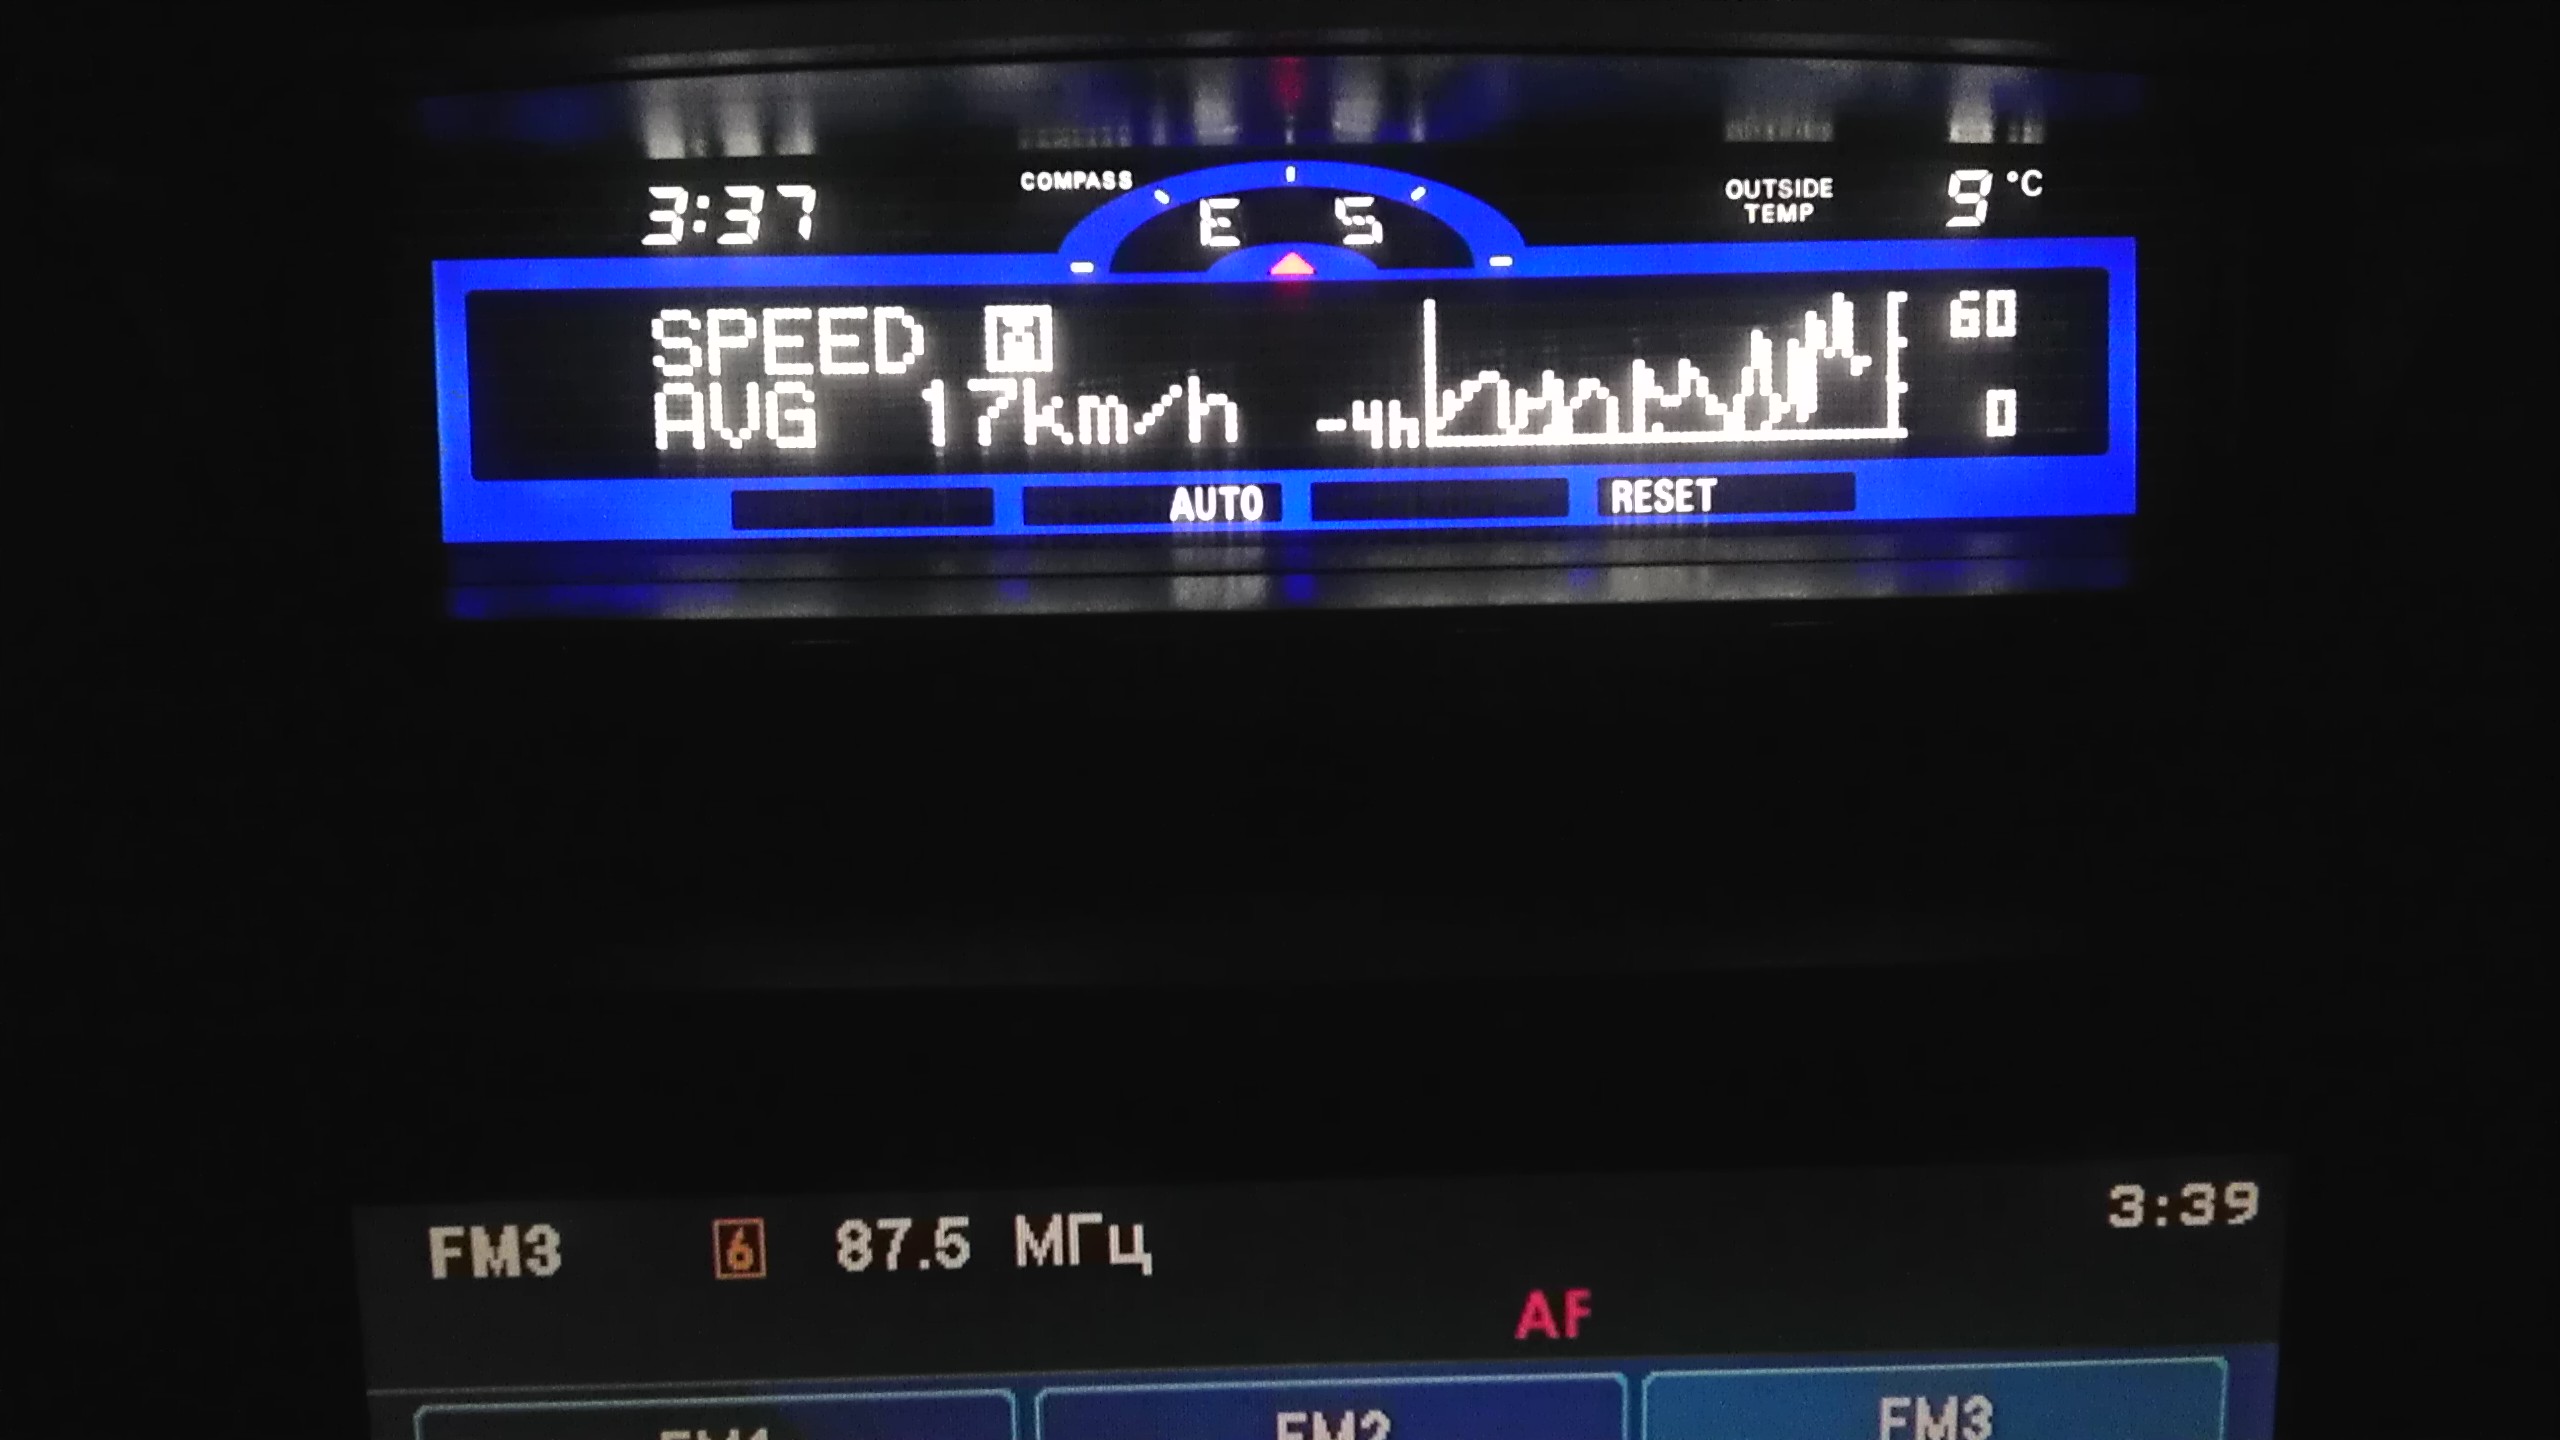 3:37
COMPASS
E S
OUTSIDE
TEMP
9 °C
SPEED
AVG 17km/h
-4h
60
0
AUTO
RESET
3:39
FM3 6 87.5 МГц
AF
FM1 FM2 FM3